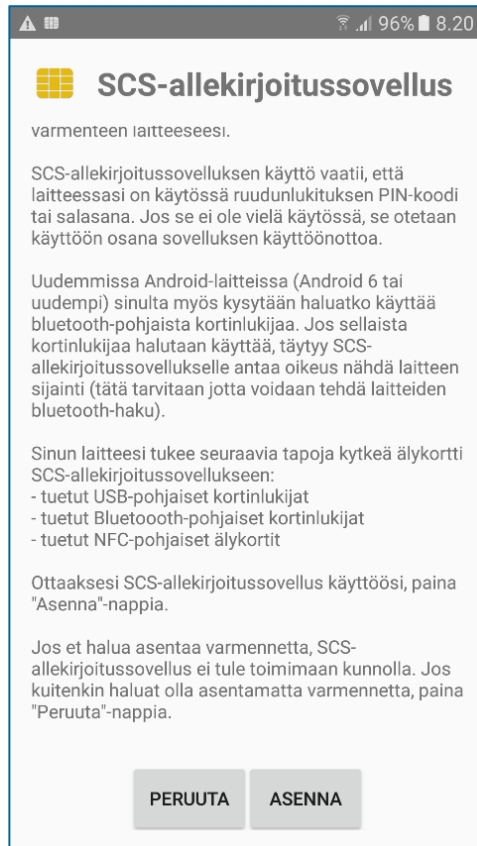 96% 8.20
SCS-allekirjoitussovellus
varmenteen laitteeseesi.
SCS-allekirjoitussovelluksen käyttö vaatii, että
laitteessasi on käytössä ruudunlukituksen PIN-koodi
tai salasana. Jos se ei ole vielä käytössä, se otetaan
käyttöön osana sovelluksen käyttöönottoa.
Uudemmissa Android-laitteissa (Android 6 tai
uudempi) sinulta myös kysytään haluatko käyttää
bluetooth-pohjaista kortinlukijaa. Jos sellaista
kortinlukijaa halutaan käyttää, täytyy SCS-
allekirjoitussovellukselle antaa oikeus nähdä laitteen
sijainti (tätä tarvitaan jotta voidaan tehdä laitteiden
bluetooth-haku).
Sinun laitteesi tukee seuraavia tapoja kytkeä älykortti
SCS-allekirjoitussovellukseen:
- tuetut USB-pohjaiset kortinlukijat
- tuetut Bluetoooth-pohjaiset kortinlukijat
- tuetut NFC-pohjaiset älykortit
Ottaaksesi SCS-allekirjoitussovellus käyttöösi, paina
"Asenna"-nappia.
Jos et halua asentaa varmennetta, SCS-
allekirjoitussovellus ei tule toimimaan kunnolla. Jos
kuitenkin haluat olla asentamatta varmennetta, paina
"Peruuta"-nappia.
PERUUTA ASENNA